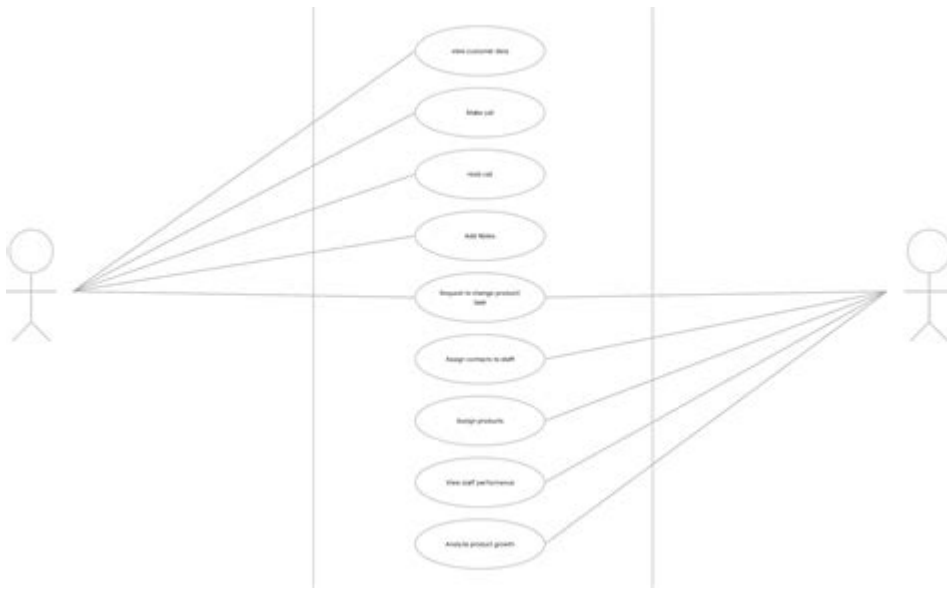 View customer data
Make call
Hold call
Add Notes
Request to change product
task
Assign contacts to staff
Assign products
View staff performance
Analyze product growth